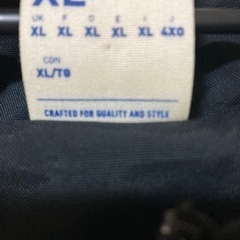 XL
UK F D E I J
XL XL XL XL XL 4XO
CDN
XL/TG
CRAFTED FOR QUALITY AND STYLE